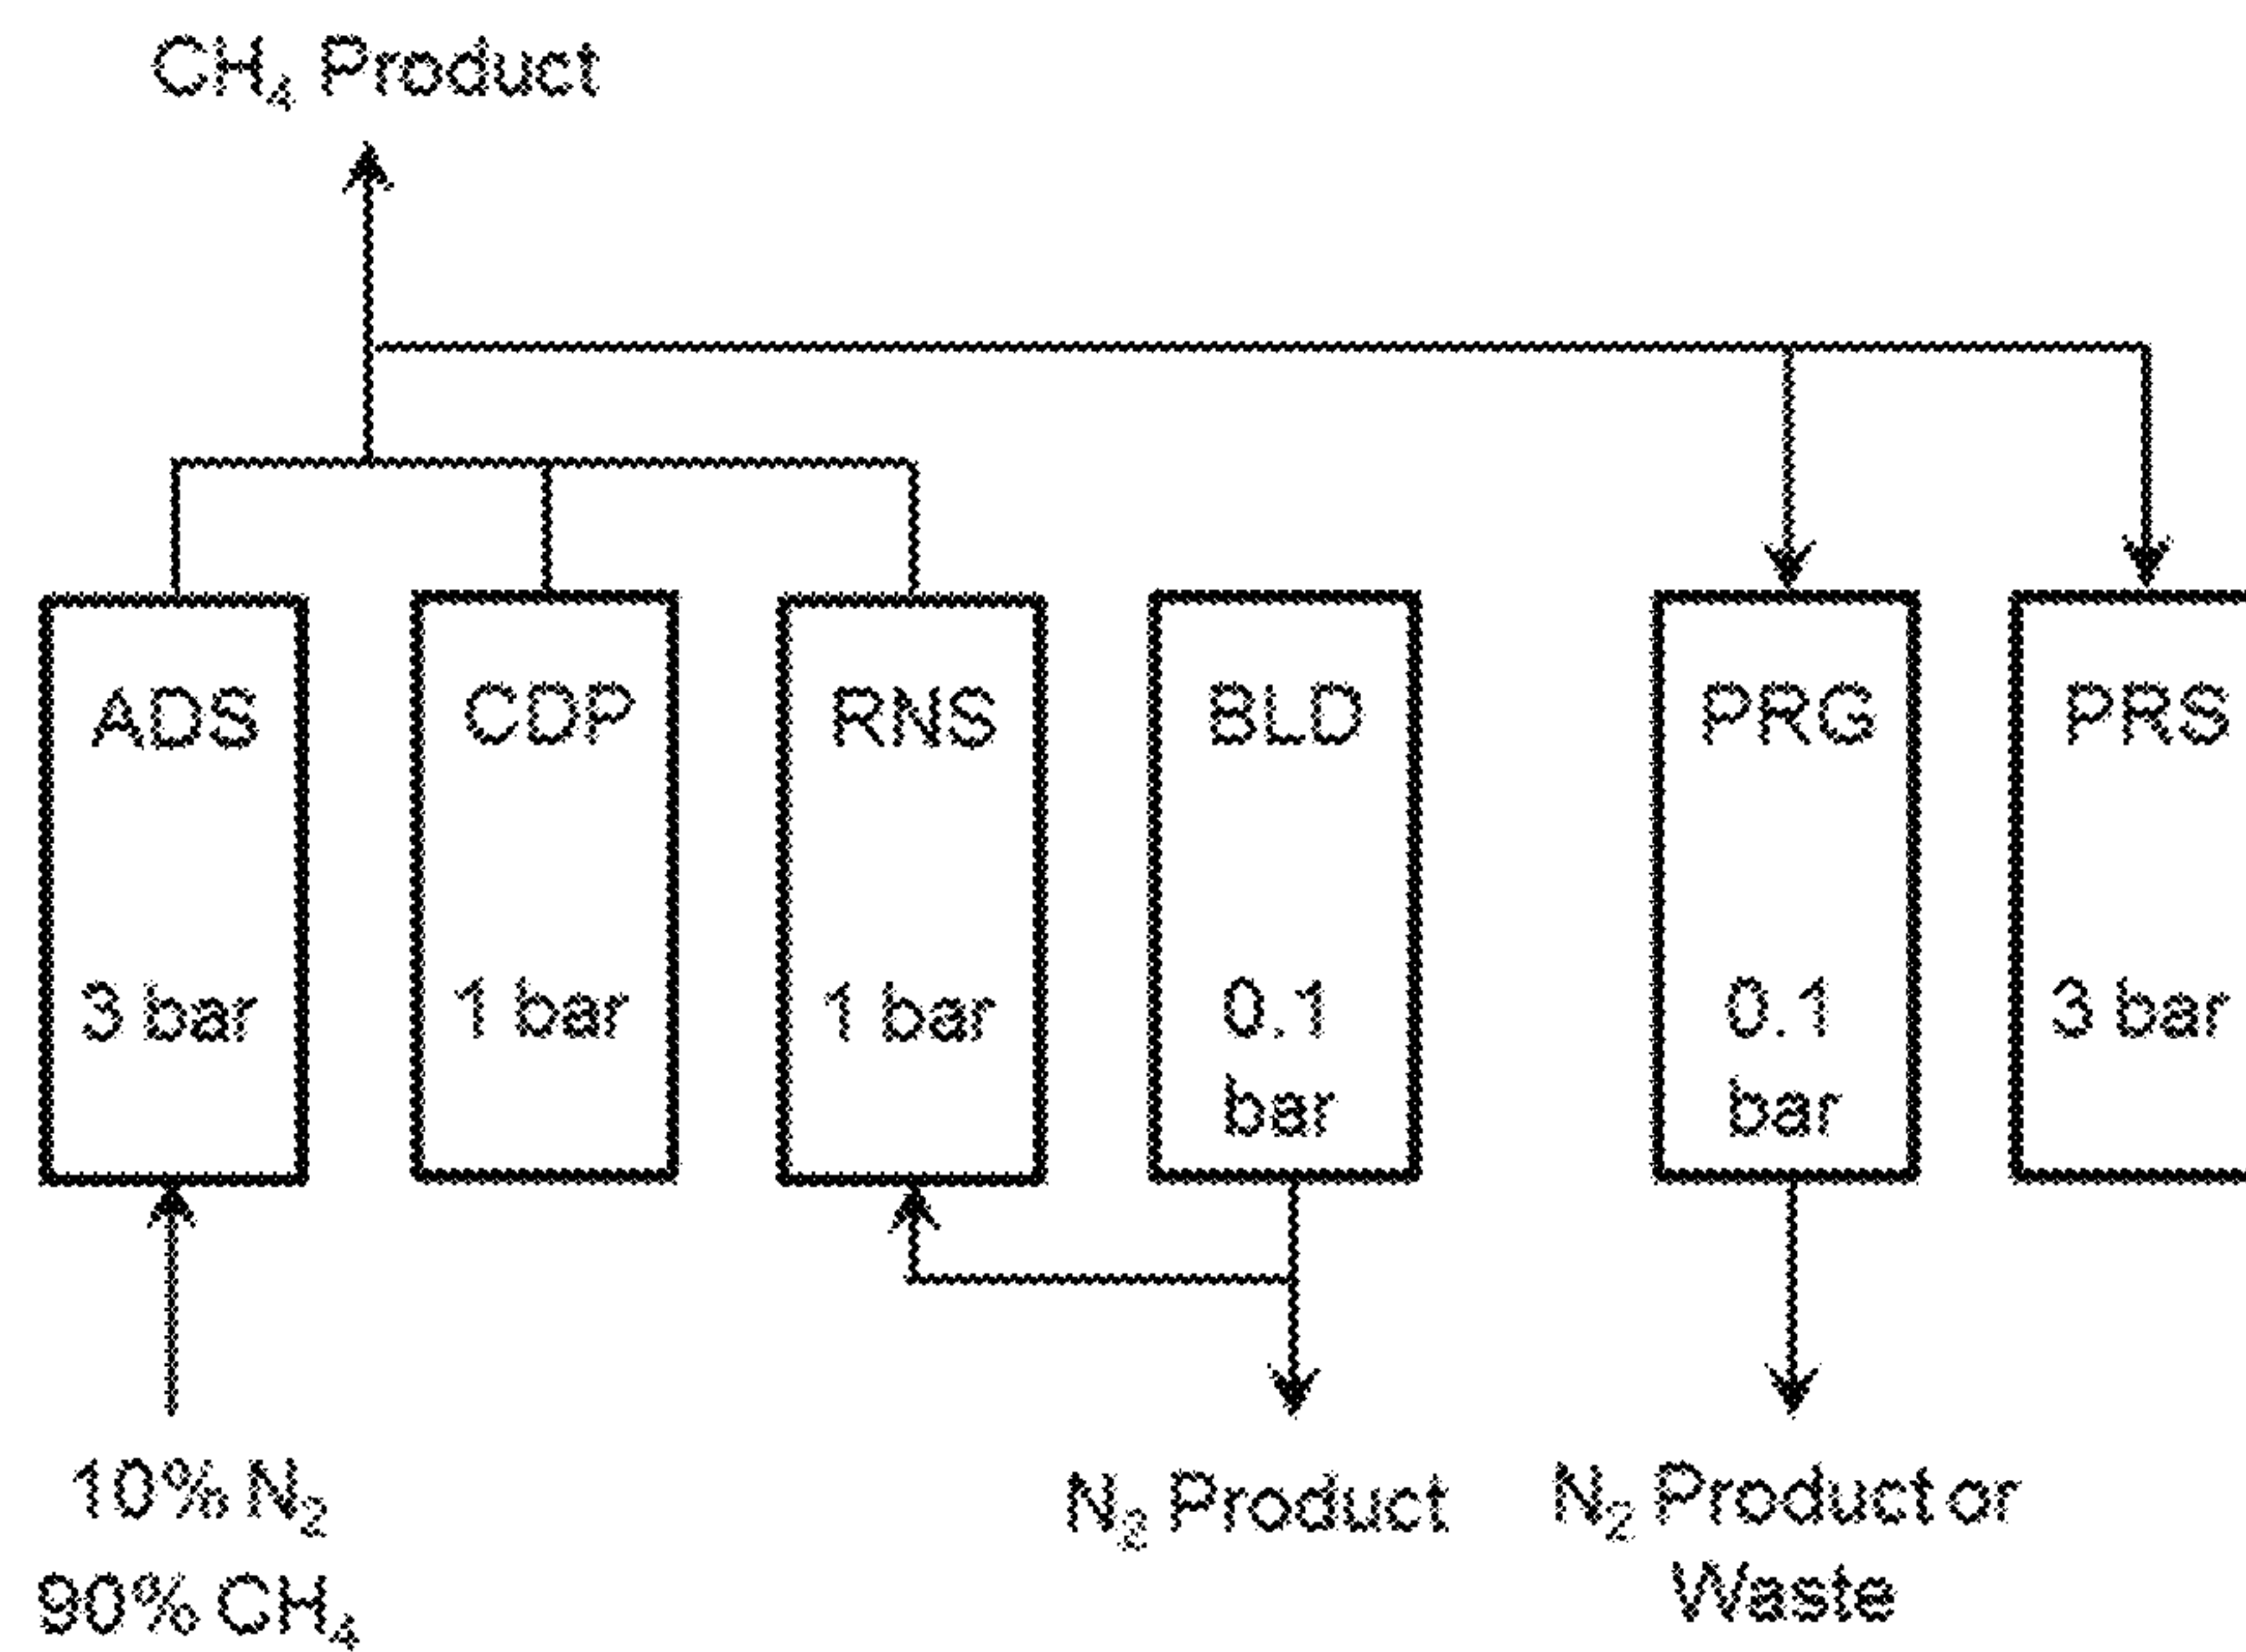 CH₄ Product
ADS
CDP
RNS
BLD
PRG
PRS
3 bar
1 bar
1 bar
0.1
bar
0.1
bar
3 bar
10% N₂
90% CH₄
N₂ Product
N₂ Product or
Waste